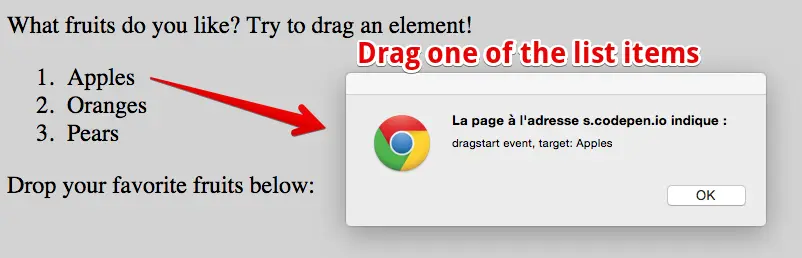 What fruits do you like? Try to drag an element!
Drag one of the list items
1. Apples
2. Oranges
3. Pears
La page à l'adresse s.codepen.io indique :
dragstart event, target: Apples
OK
Drop your favorite fruits below: